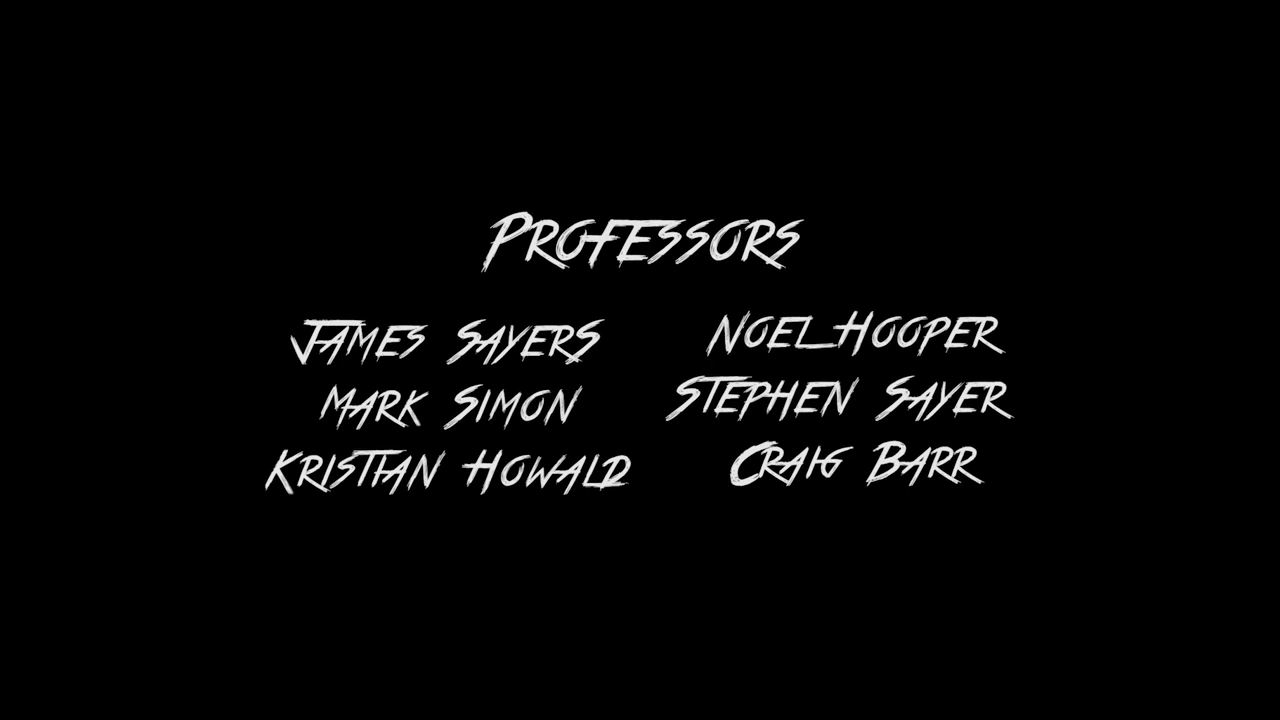 Professors
James Sayers
Mark Simon
Kristian Howald
Noel Hooper
Stephen Sayer
Craig Barr